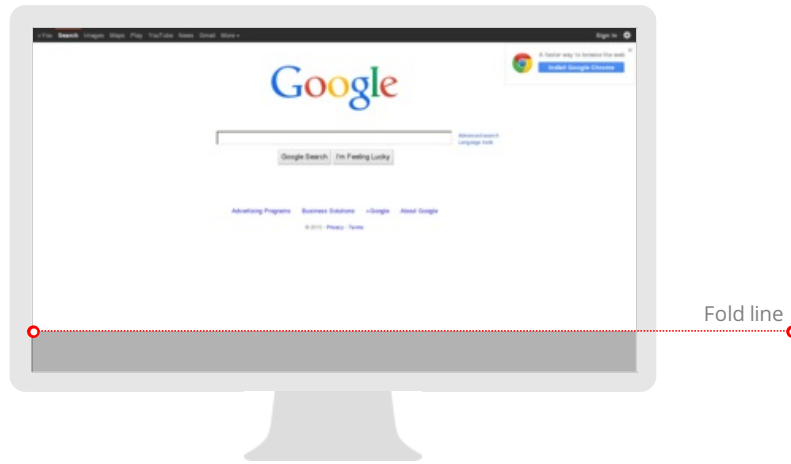 +You Search Images Maps Play YouTube News Gmail More Sign in
A faster way to browse the web
Install Google Chrome
Google
Advanced search
Language tools
Google Search I'm Feeling Lucky
Advertising Programs Business Solutions +Google About Google
Privacy - Terms
Fold line